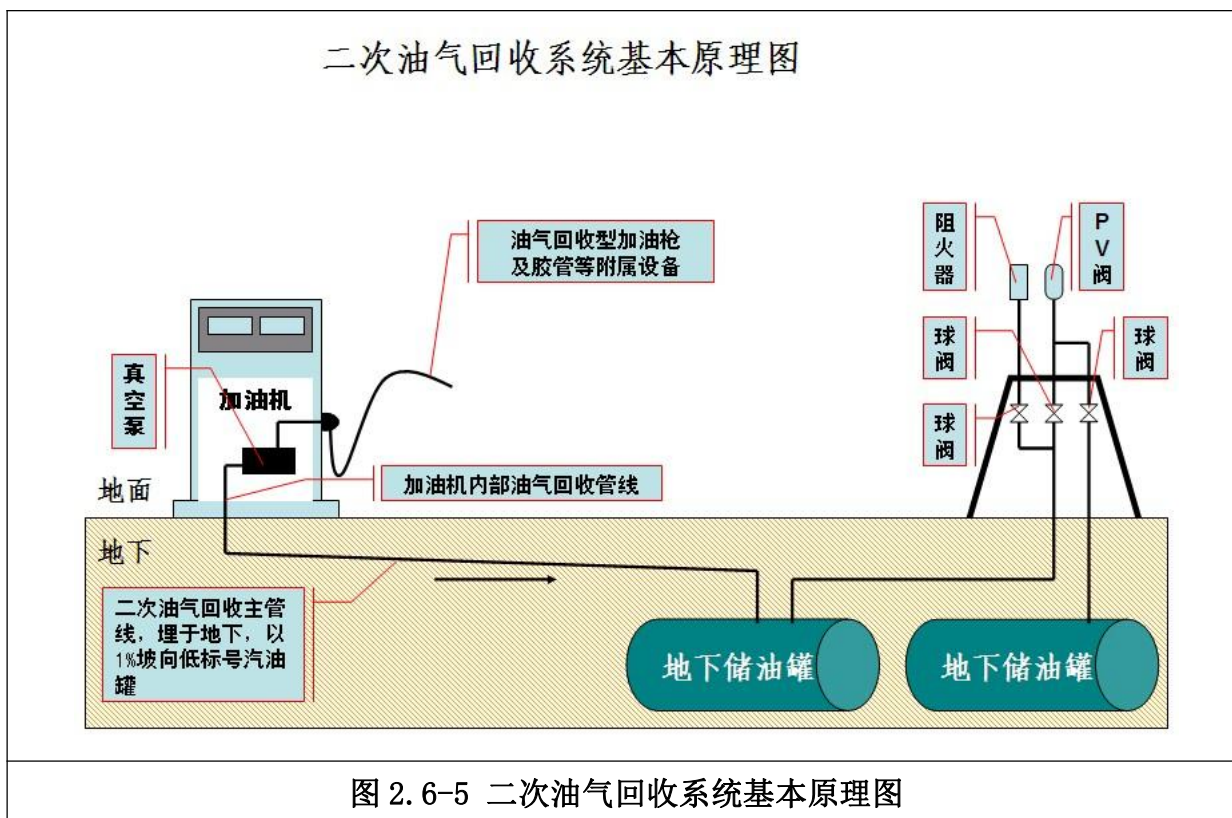 二次油气回收系统基本原理图
油气回收型加油枪
及胶管等附属设备
阻
火
器
P
V
阀
球
阀
球
阀
真
空
泵
加油机
球
阀
加油机内部油气回收管线
地面
地下
二次油气回收主管
线，埋于地下，以
1%坡向低标号汽油
罐
地下储油罐
地下储油罐
图 2.6-5 二次油气回收系统基本原理图